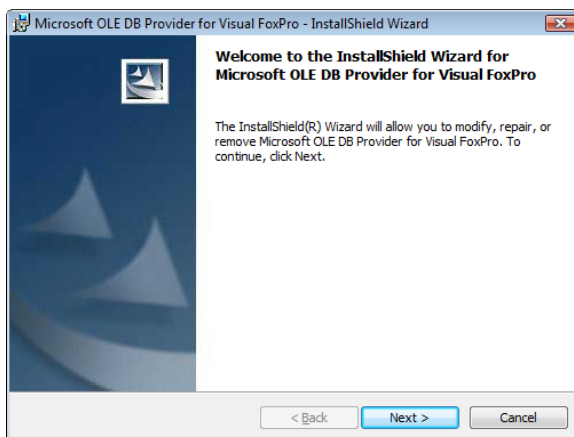 Microsoft OLE DB Provider for Visual FoxPro - InstallShield Wizard
Welcome to the InstallShield Wizard for
Microsoft OLE DB Provider for Visual FoxPro
The InstallShield(R) Wizard will allow you to modify, repair, or
remove Microsoft OLE DB Provider for Visual FoxPro. To
continue, click Next.
< Back
Next >
Cancel